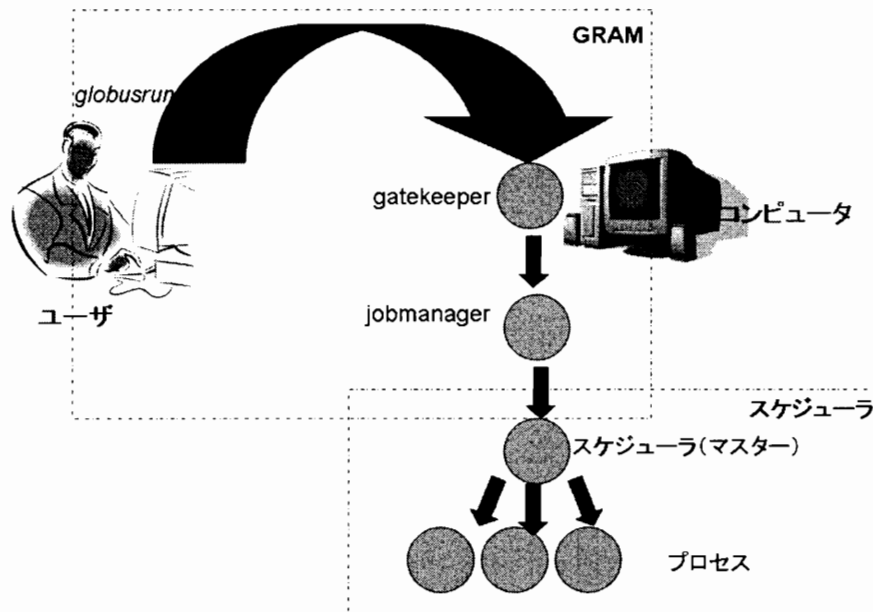 GRAM
globusrun
gatekeeper
コンピュータ
ユーザ
jobmanager
スケジューラ
スケジューラ(マスター)
プロセス